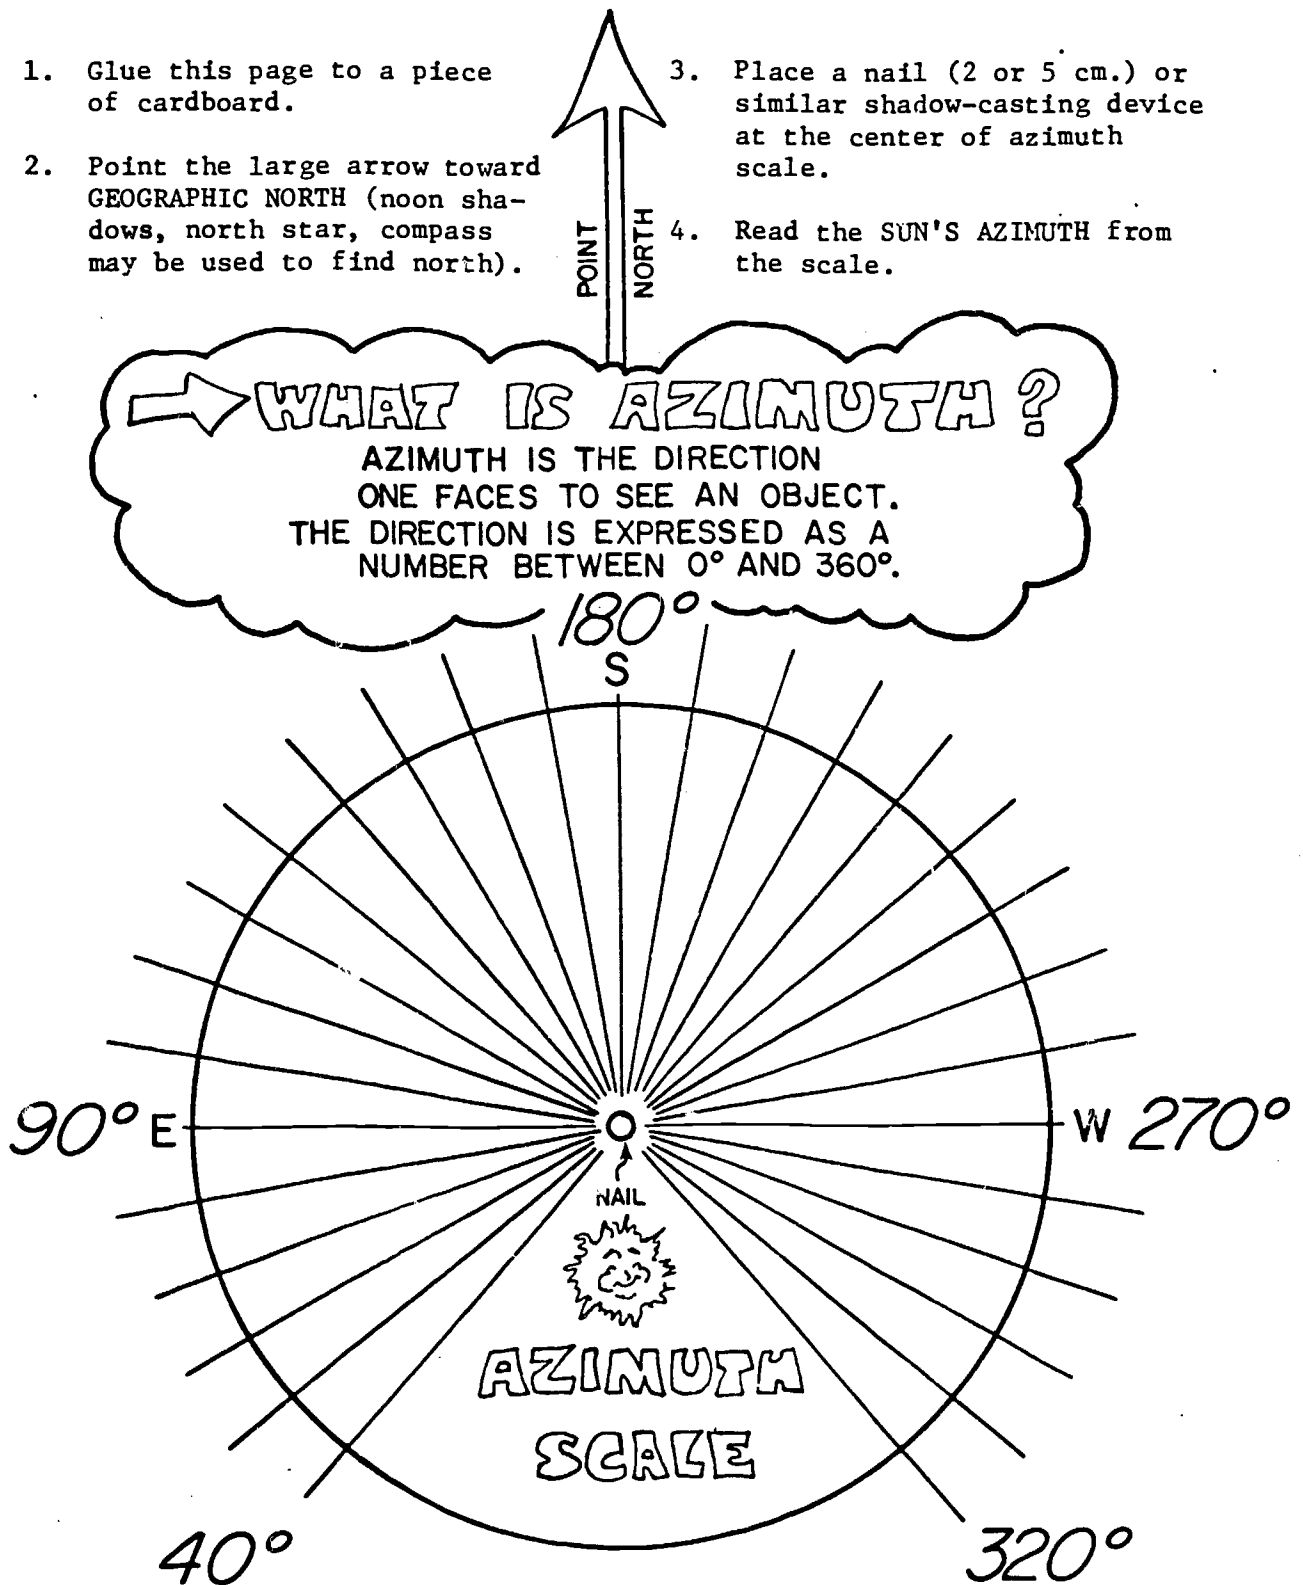 1. Glue this page to a piece
of cardboard.
2. Point the large arrow toward
GEOGRAPHIC NORTH (noon sha-
dows, north star, compass
may be used to find north).
3. Place a nail (2 or 5 cm.) or
similar shadow-casting device
at the center of azimuth
scale.
4. Read the SUN'S AZIMUTH from
the scale.
POINT NORTH
WHAT IS AZIMUTH?
AZIMUTH IS THE DIRECTION
ONE FACES TO SEE AN OBJECT.
THE DIRECTION IS EXPRESSED AS A
NUMBER BETWEEN 0° AND 360°.
180°
S
90° E
W 270°
NAIL
AZIMUTH
SCALE
40°
320°